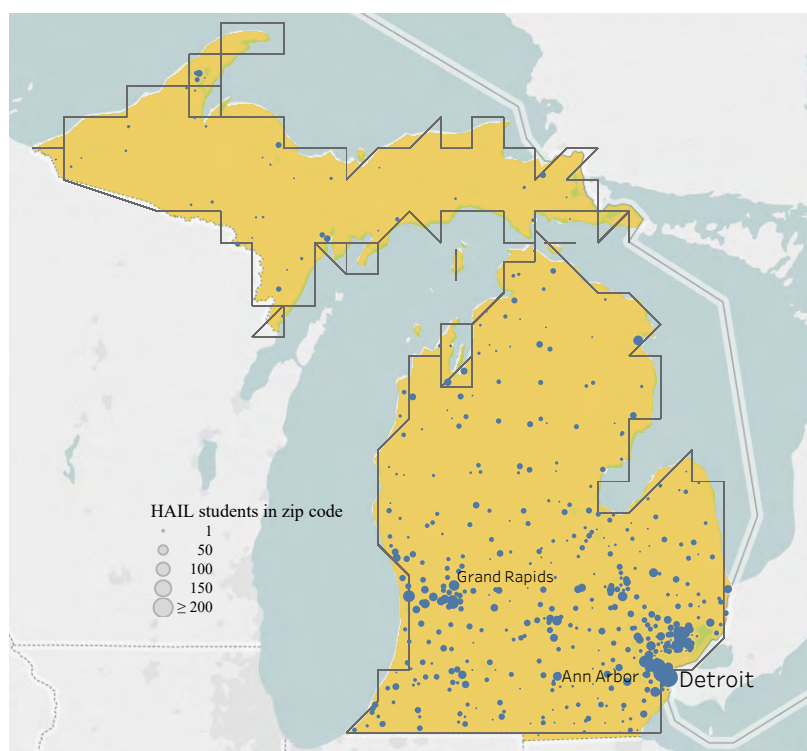 HAIL students in zip code
1
50
100
150
≥ 200
Grand Rapids
Ann Arbor
Detroit